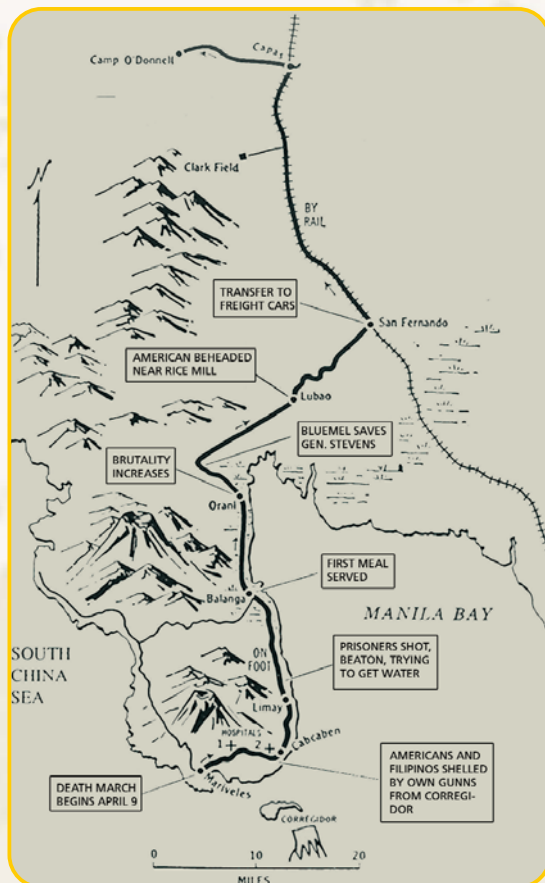 Camp O'Donnell
Capas
Clark Field
N
BY
RAIL
TRANSFER TO
FREIGHT CARS
San Fernando
AMERICAN BEHEADED
NEAR RICE MILL
Lubao
BLUEMEL SAVES
GEN. STEVENS
BRUTALITY
INCREASES
Orani
FIRST MEAL
SERVED
Balanga
MANILA BAY
SOUTH
CHINA
SEA
ON
FOOT
PRISONERS SHOT,
BEATON, TRYING
TO GET WATER
Limay
HOSPITALS
1 2
Cabcaben
Mariveles
DEATH MARCH
BEGINS APRIL 9
AMERICANS AND
FILIPINOS SHELLED
BY OWN GUNNS
FROM CORREGI-
DOR
CORREGIDOR
0 10 20
MILES